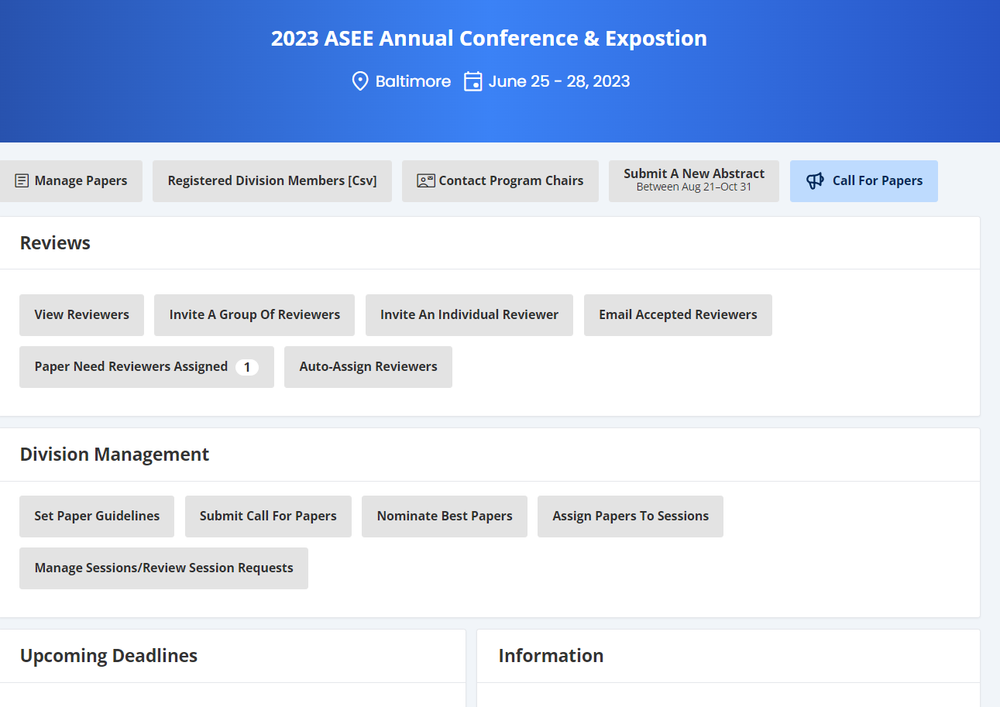 2023 ASEE Annual Conference & Expostion
Baltimore June 25 - 28, 2023
Manage Papers
Registered Division Members [Csv]
Contact Program Chairs
Submit A New Abstract
Between Aug 21–Oct 31
Call For Papers
Reviews
View Reviewers
Invite A Group Of Reviewers
Invite An Individual Reviewer
Email Accepted Reviewers
Paper Need Reviewers Assigned 1
Auto-Assign Reviewers
Division Management
Set Paper Guidelines
Submit Call For Papers
Nominate Best Papers
Assign Papers To Sessions
Manage Sessions/Review Session Requests
Upcoming Deadlines
Information